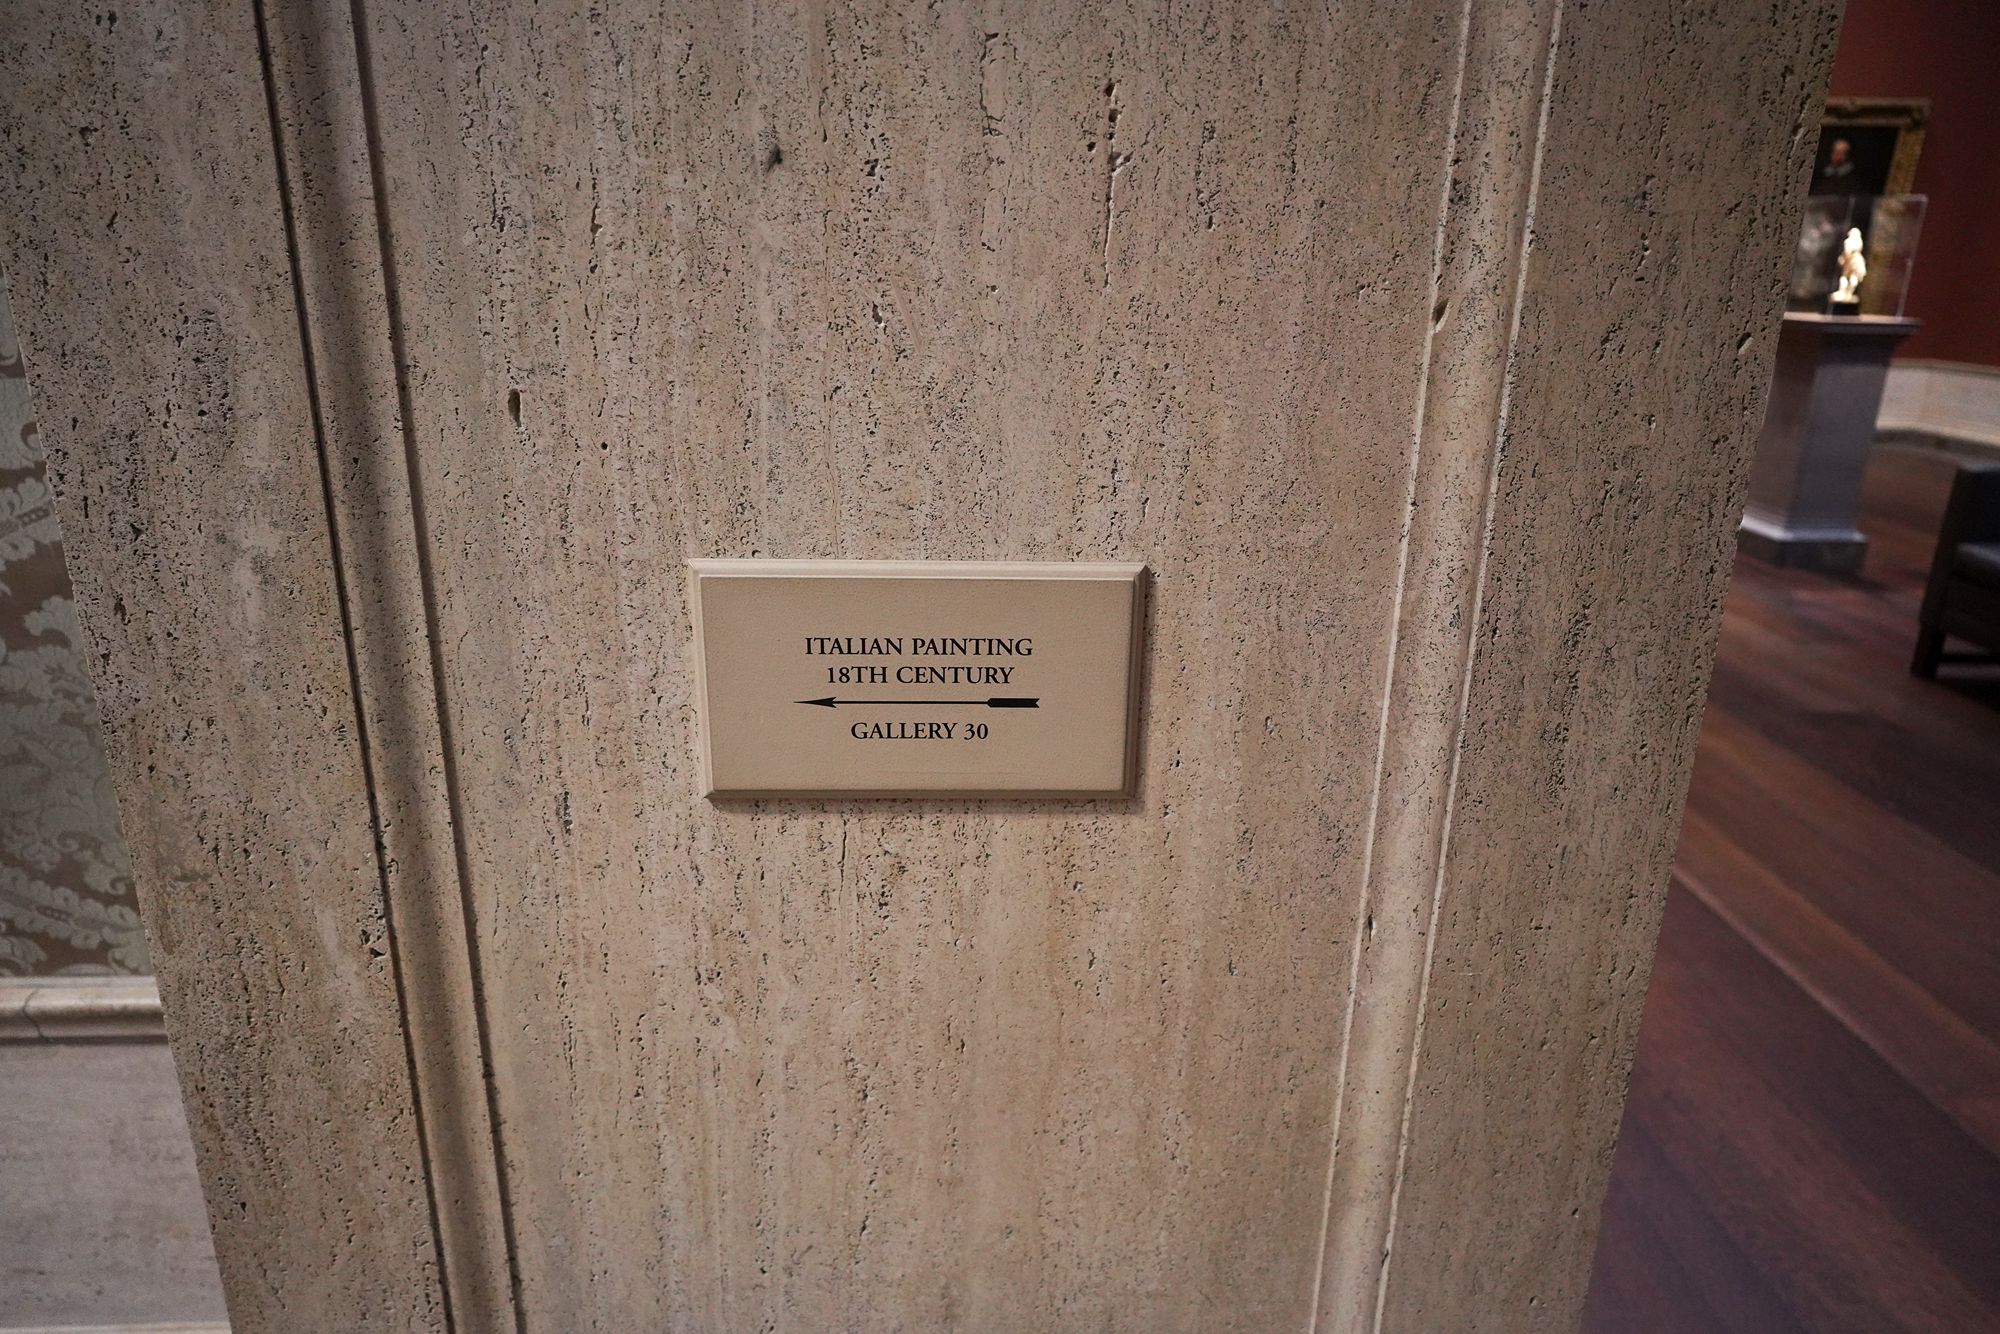 ITALIAN PAINTING
18TH CENTURY
GALLERY 30